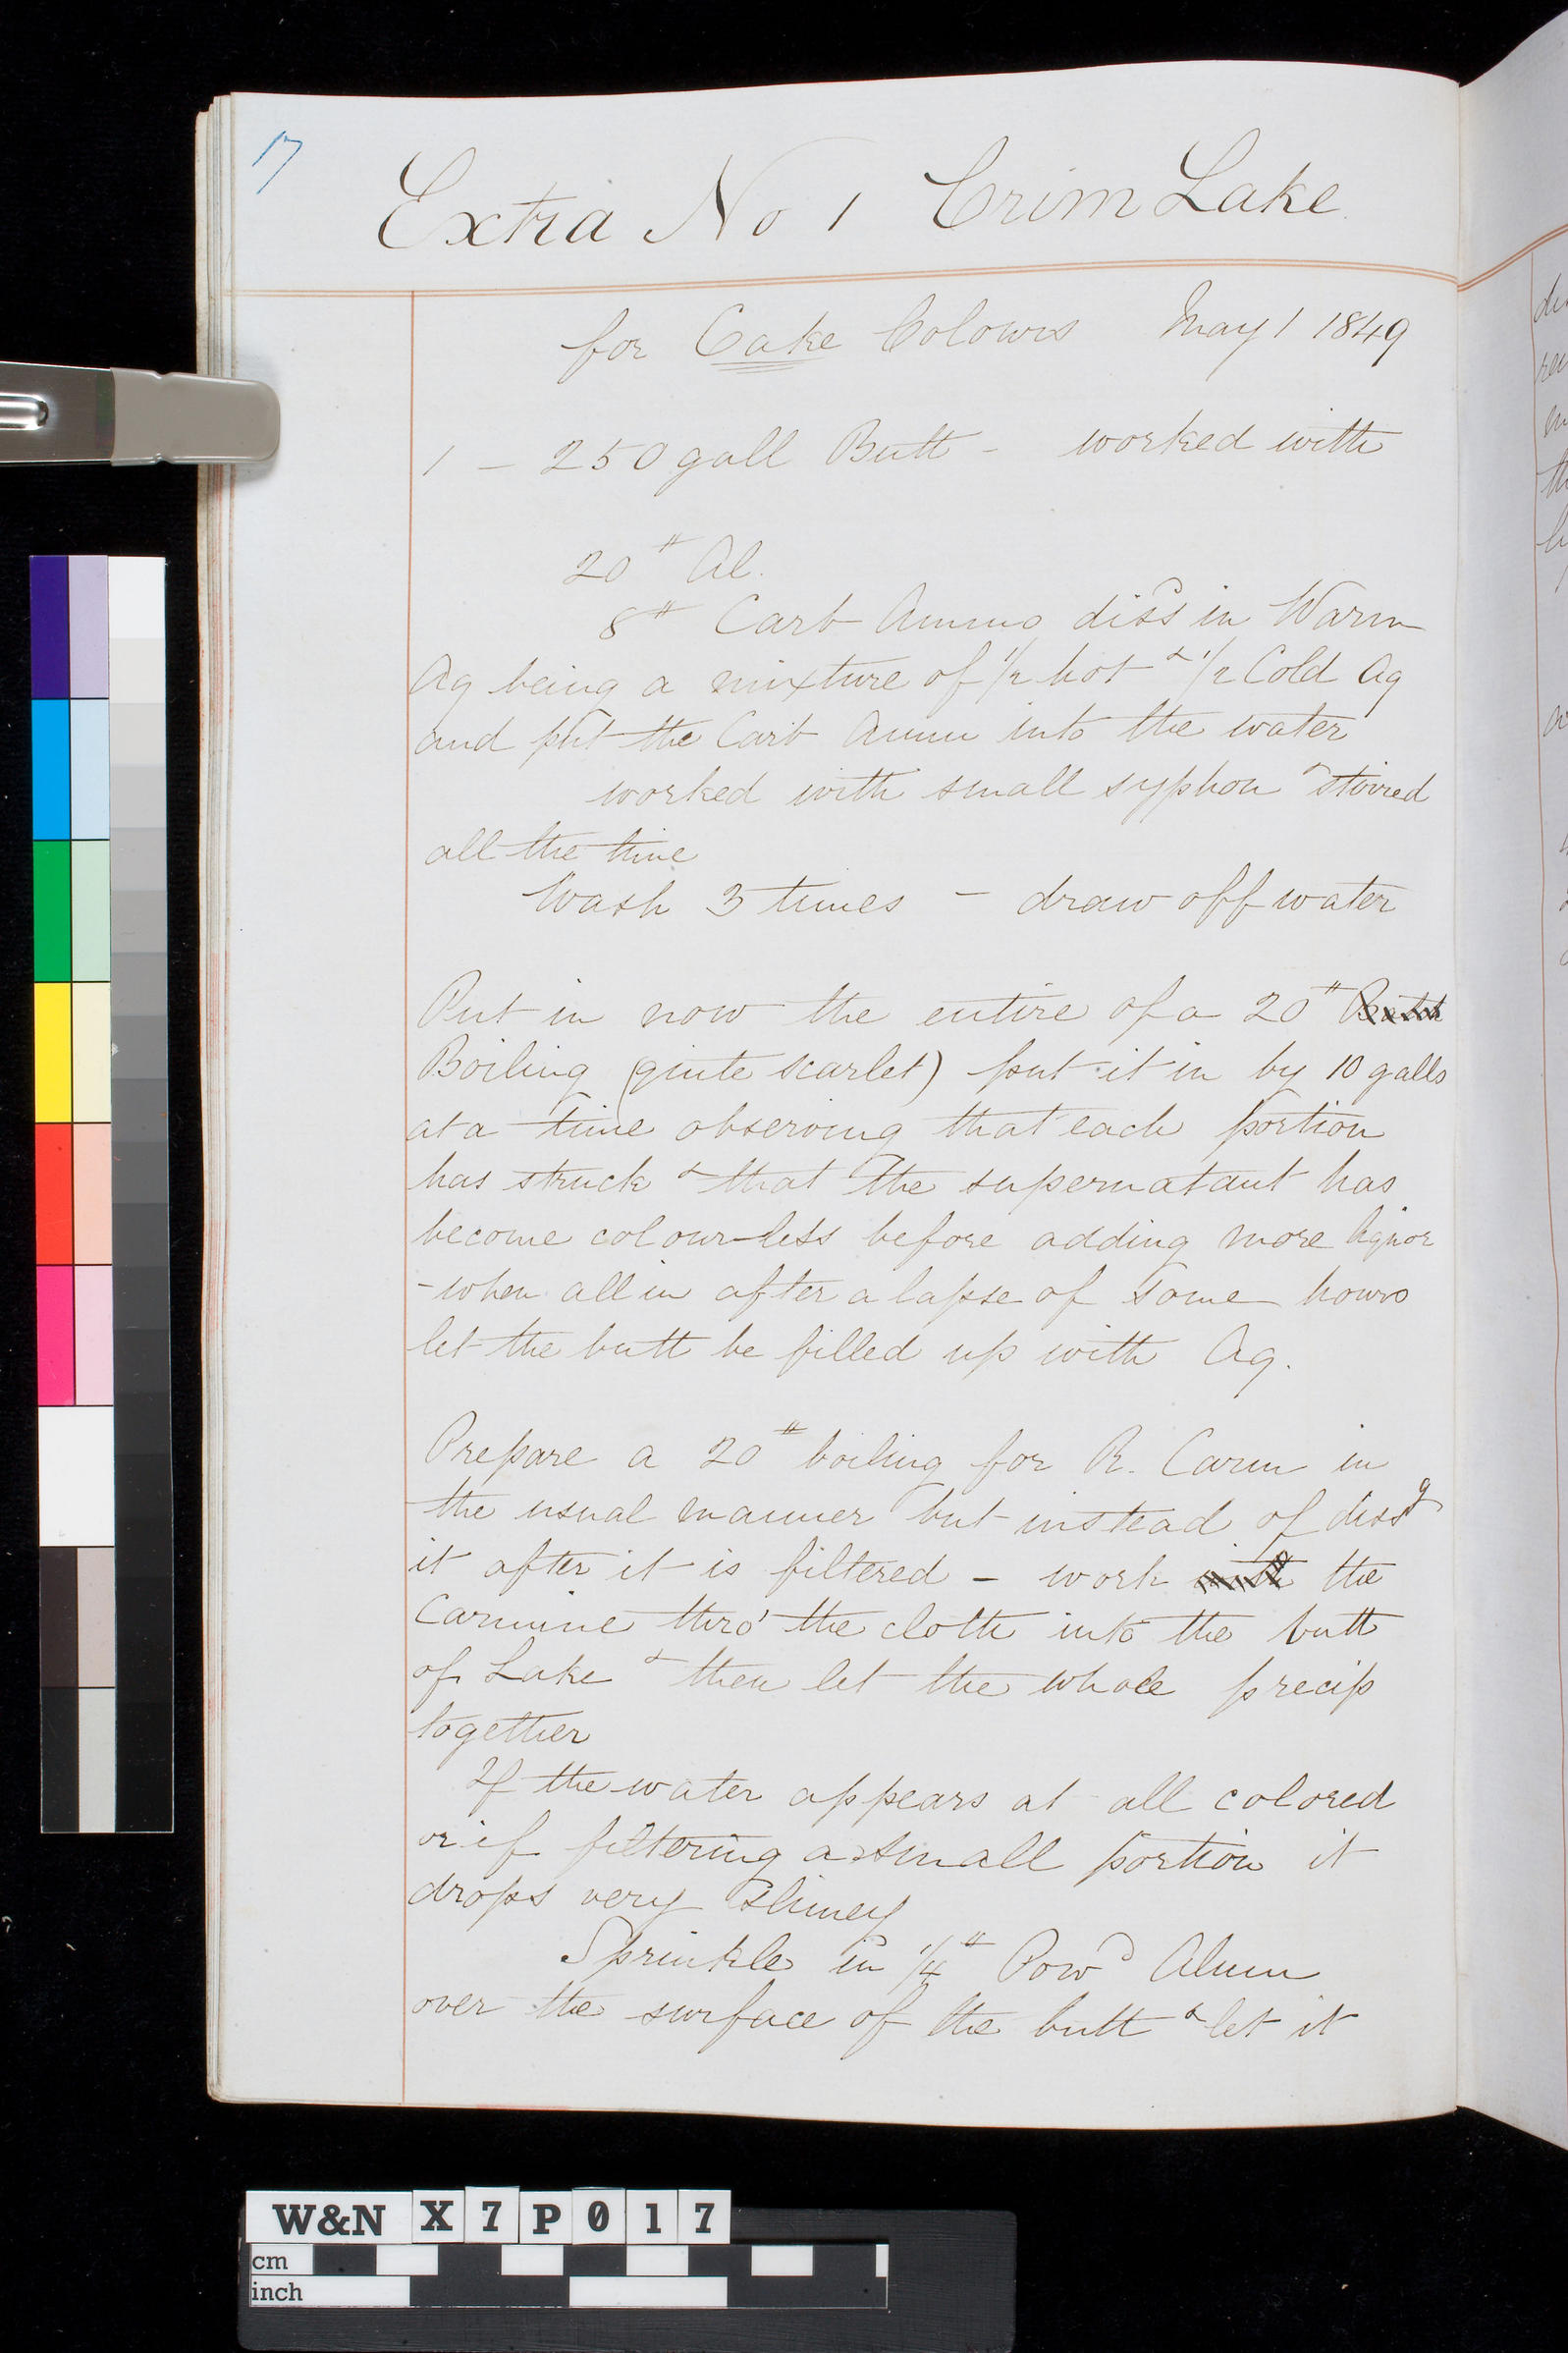 17
Extra No 1 Crim Lake
for Cake Colours May 1 1849
1 - 250 gall Butt - worked with
20 # Al.
8 # Carb Ammo diss'd in Warm
Aq being a mixture of 1/2 hot & 1/2 Cold Aq
and put the Carb Amm into the water
worked with small syphon & stirred
all the time
Wash 3 times - draw off water
Put in now the entire of a 20 #
Boiling (quite scarlet) put it in by 10 galls
at a time observing that each portion
has struck & that the supernatant has
become colour-less before adding more liquor
- when all in after a lapse of some hours
let the butt be filled up with Aq.
Prepare a 20 # boiling for R. Carm in
the usual manner but instead of dissg
it after it is filtered - work with the
Carmine thro' the cloth into the butt
of Lake & then let the whole precip
together
If the water appears at all colored
or if filtering a small portion it
drops very slimey
Sprinkle in 1/4 # Powd Alum
over the surface of the butt & let it
W&N X7P017
cm
inch